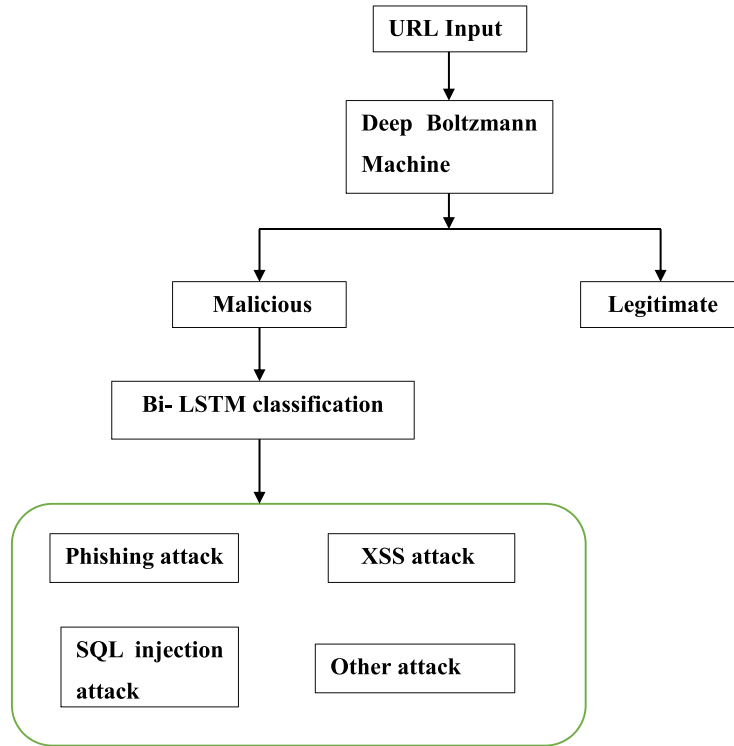 URL Input
Deep Boltzmann
Machine
Malicious
Legitimate
Bi- LSTM classification
Phishing attack
XSS attack
SQL injection
attack
Other attack